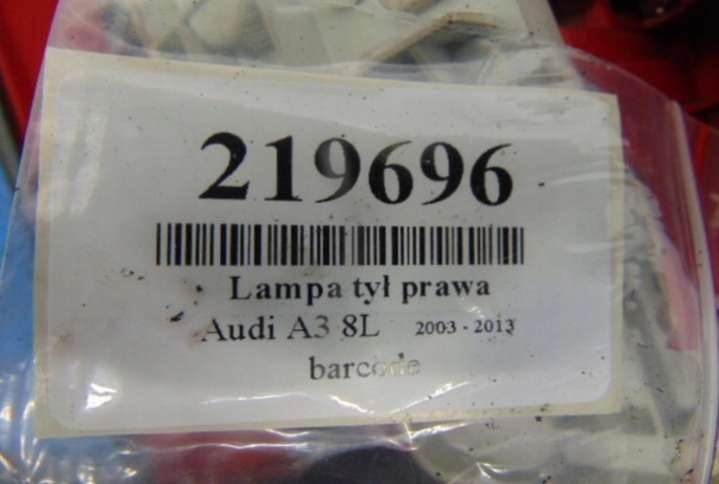 219696
Lampa tył prawa
Audi A3 8L 2003 - 2013
barcode